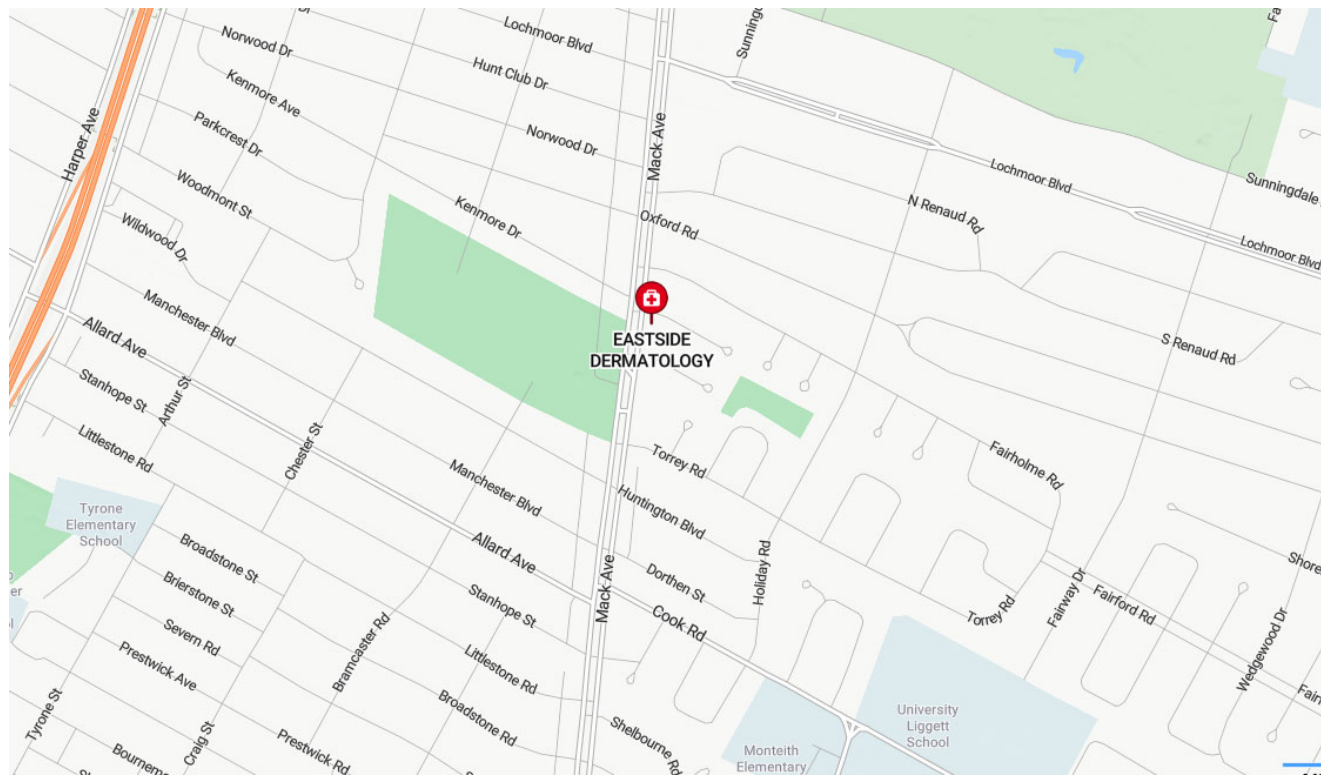 Lochmoor Blvd
Norwood Dr
Hunt Club Dr
Kenmore Ave
Harper Ave
Parkcrest Dr
Norwood Dr
Mack Ave
Lochmoor Blvd
Sunningdale
Woodmont St
Kenmore Dr
Oxford Rd
N Renaud Rd
Lochmoor Blvd
Wildwood Dr
Manchester Blvd
EASTSIDE
DERMATOLOGY
Allard Ave
S Renaud Rd
Stanhope St
Arthur St
Littlestone Rd
Chester St
Manchester Blvd
Torrey Rd
Fairholme Rd
Huntington Blvd
Tyrone
Elementary
School
Allard Ave
Broadstone St
Brierstone St
Dorthen St
Holiday Rd
Mack Ave
Stanhope St
Cook Rd
Torrey Rd
Fairway Dr
Fairford Rd
Severn Rd
Bramcaster Rd
Littlestone Rd
Wedgewood Dr
Prestwick Ave
Broadstone Rd
Tyrone St
Craig St
Prestwick Rd
Shelbourne Rd
University
Liggett
School
Monteith
Elementary